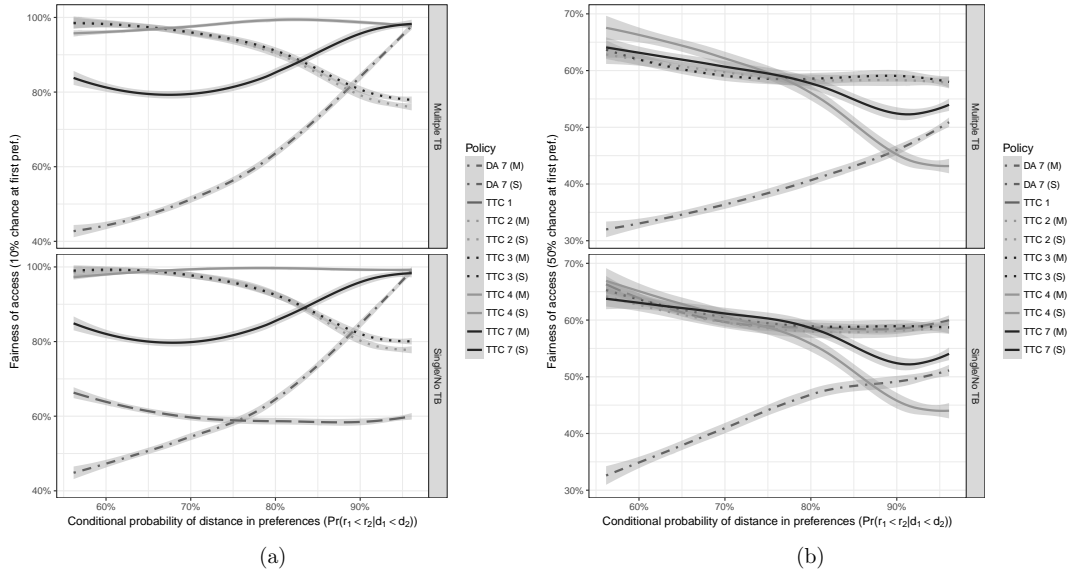 100%
80%
60%
40%
Mulitple TB
100%
80%
60%
40%
Single/No TB
60%
70%
80%
90%
Fairness of access (10% chance at first pref.)
Conditional probability of distance in preferences (Pr(r1 < r2|d1 < d2))
Policy
DA 7 (M)
DA 7 (S)
TTC 1
TTC 2 (M)
TTC 2 (S)
TTC 3 (M)
TTC 3 (S)
TTC 4 (M)
TTC 4 (S)
TTC 7 (M)
TTC 7 (S)
(a)
70%
60%
50%
40%
30%
Mulitple TB
70%
60%
50%
40%
30%
Single/No TB
60%
70%
80%
90%
Fairness of access (50% chance at first pref.)
Conditional probability of distance in preferences (Pr(r1 < r2|d1 < d2))
Policy
DA 7 (M)
DA 7 (S)
TTC 1
TTC 2 (M)
TTC 2 (S)
TTC 3 (M)
TTC 3 (S)
TTC 4 (M)
TTC 4 (S)
TTC 7 (M)
TTC 7 (S)
(b)